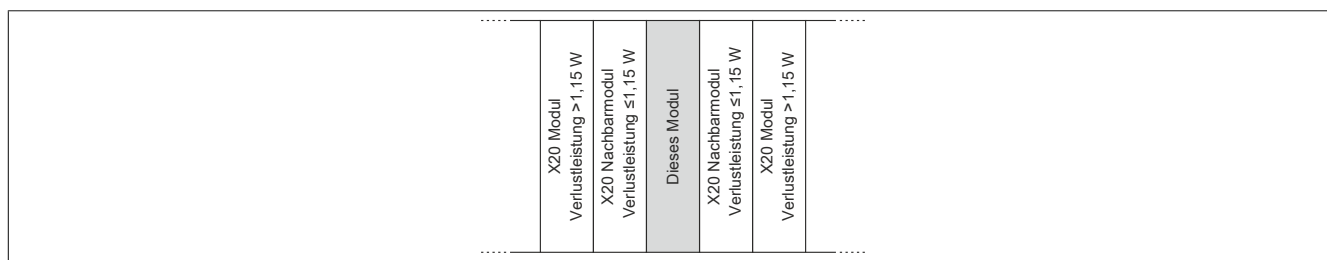 X20 Modul
Verlustleistung >1,15 W
X20 Nachbarmodul
Verlustleistung ≤1,15 W
Dieses Modul
X20 Nachbarmodul
Verlustleistung ≤1,15 W
X20 Modul
Verlustleistung >1,15 W